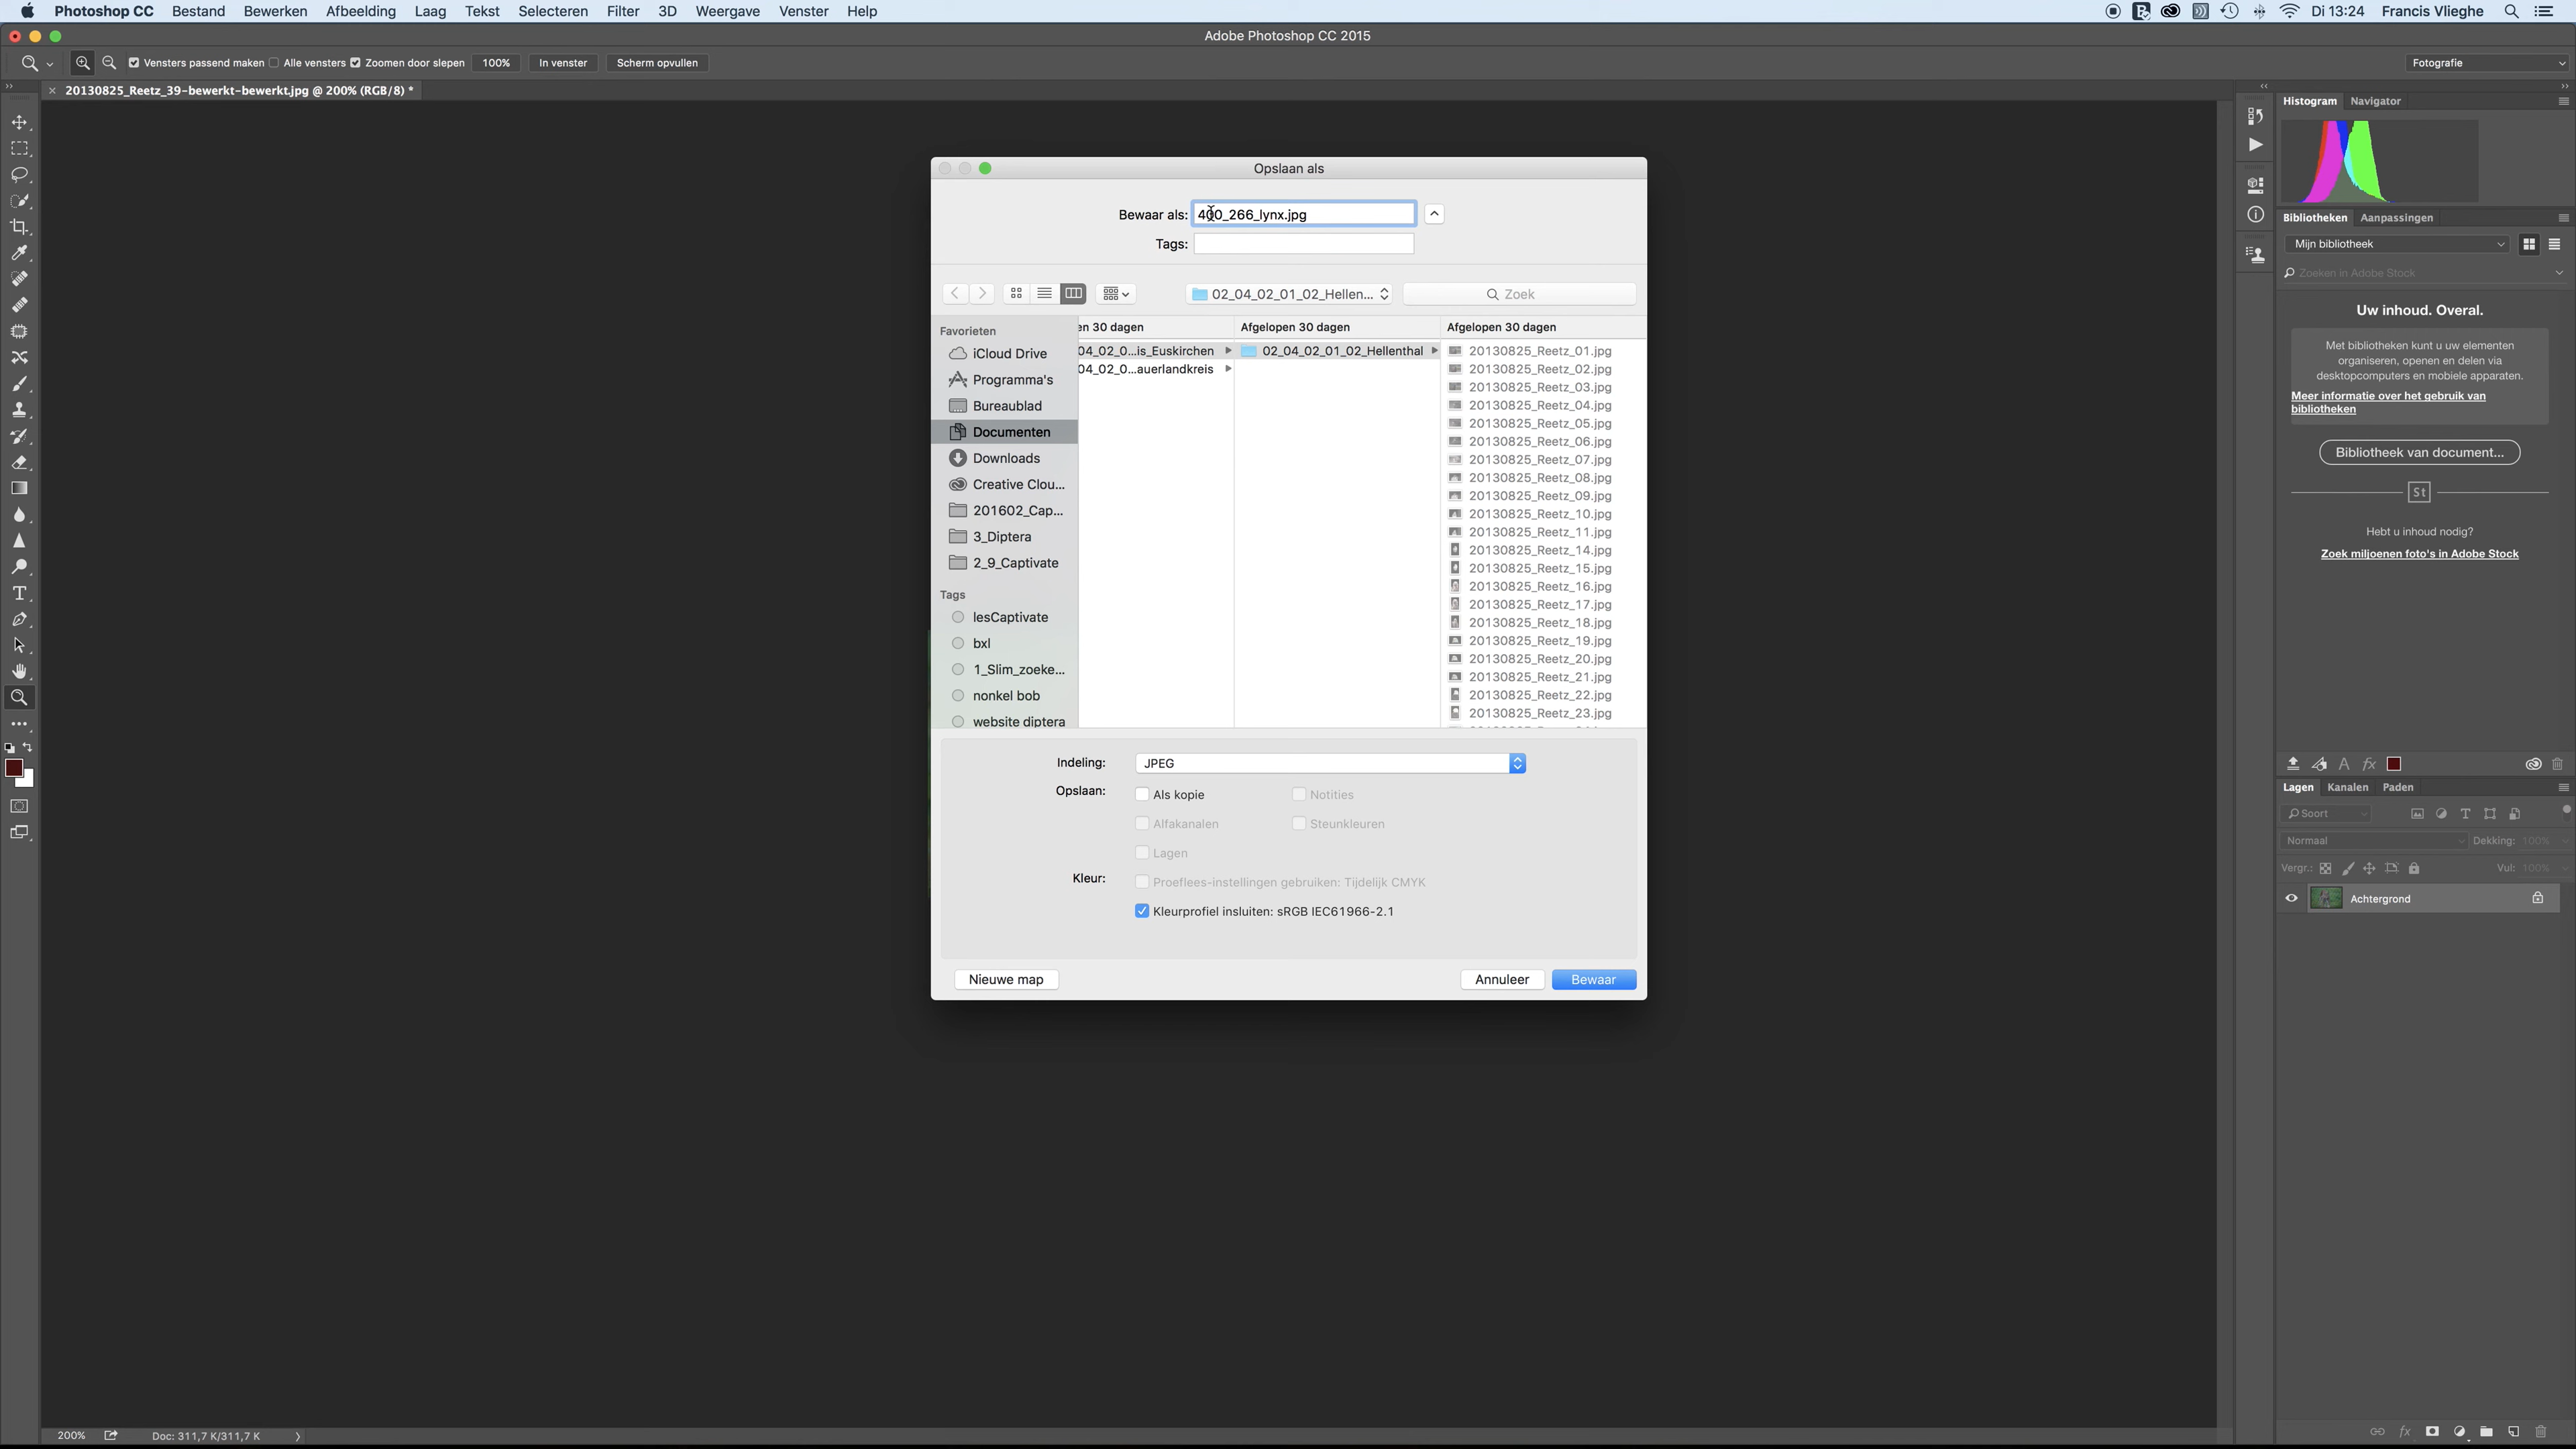 Photoshop CC Bestand Bewerken Afbeelding Laag Tekst Selecteren Filter 3D Weergave Venster Help Di 13:24 Francis Vlieghe
Adobe Photoshop CC 2015
Vensters passend maken Alle vensters Zoomen door slepen 100% In venster Scherm opvullen Fotografie
20130825_Reetz_39-bewerkt-bewerkt.jpg @ 200% (RGB/8) *
Opslaan als
Bewaar als: 400_266_lynx.jpg
Tags:
02_04_02_01_02_Hellen... Zoek
Favorieten
iCloud Drive
Programma's
Bureaublad
Documenten
Downloads
Creative Clou...
201602_Cap...
3_Diptera
2_9_Captivate
Tags
lesCaptivate
bxl
1_Slim_zoeke...
nonkel bob
website diptera
en 30 dagen
04_02_0...is_Euskirchen
04_02_0...auerlandkreis
Afgelopen 30 dagen
02_04_02_01_02_Hellenthal
Afgelopen 30 dagen
20130825_Reetz_01.jpg
20130825_Reetz_02.jpg
20130825_Reetz_03.jpg
20130825_Reetz_04.jpg
20130825_Reetz_05.jpg
20130825_Reetz_06.jpg
20130825_Reetz_07.jpg
20130825_Reetz_08.jpg
20130825_Reetz_09.jpg
20130825_Reetz_10.jpg
20130825_Reetz_11.jpg
20130825_Reetz_14.jpg
20130825_Reetz_15.jpg
20130825_Reetz_16.jpg
20130825_Reetz_17.jpg
20130825_Reetz_18.jpg
20130825_Reetz_19.jpg
20130825_Reetz_20.jpg
20130825_Reetz_21.jpg
20130825_Reetz_22.jpg
20130825_Reetz_23.jpg
Indeling: JPEG
Opslaan: Als kopie Notities
Alfakanalen Steunkleuren
Lagen
Kleur: Proeflees-instellingen gebruiken: Tijdelijk CMYK
Kleurprofiel insluiten: sRGB IEC61966-2.1
Nieuwe map Annuleer Bewaar
Histogram Navigator
Bibliotheken Aanpassingen
Mijn bibliotheek
Zoeken in Adobe Stock
Uw inhoud. Overal.
Met bibliotheken kunt u uw elementen
organiseren, openen en delen via
desktopcomputers en mobiele apparaten.
Meer informatie over het gebruik van
bibliotheken
Bibliotheek van document...
St
Hebt u inhoud nodig?
Zoek miljoenen foto's in Adobe Stock
Lagen Kanalen Paden
Soort
Normaal Dekking: 100%
Vergr.: Vul: 100%
Achtergrond
200% Doc: 311,7 K/311,7 K